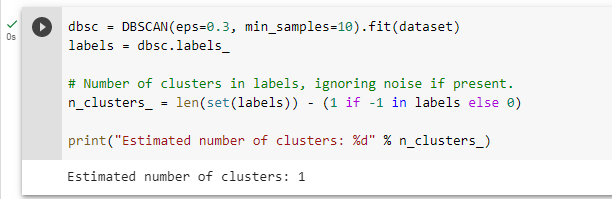 0s
dbsc = DBSCAN(eps=0.3, min_samples=10).fit(dataset)
labels = dbsc.labels_
# Number of clusters in labels, ignoring noise if present.
n_clusters_ = len(set(labels)) - (1 if -1 in labels else 0)
print("Estimated number of clusters: %d" % n_clusters_)
Estimated number of clusters: 1